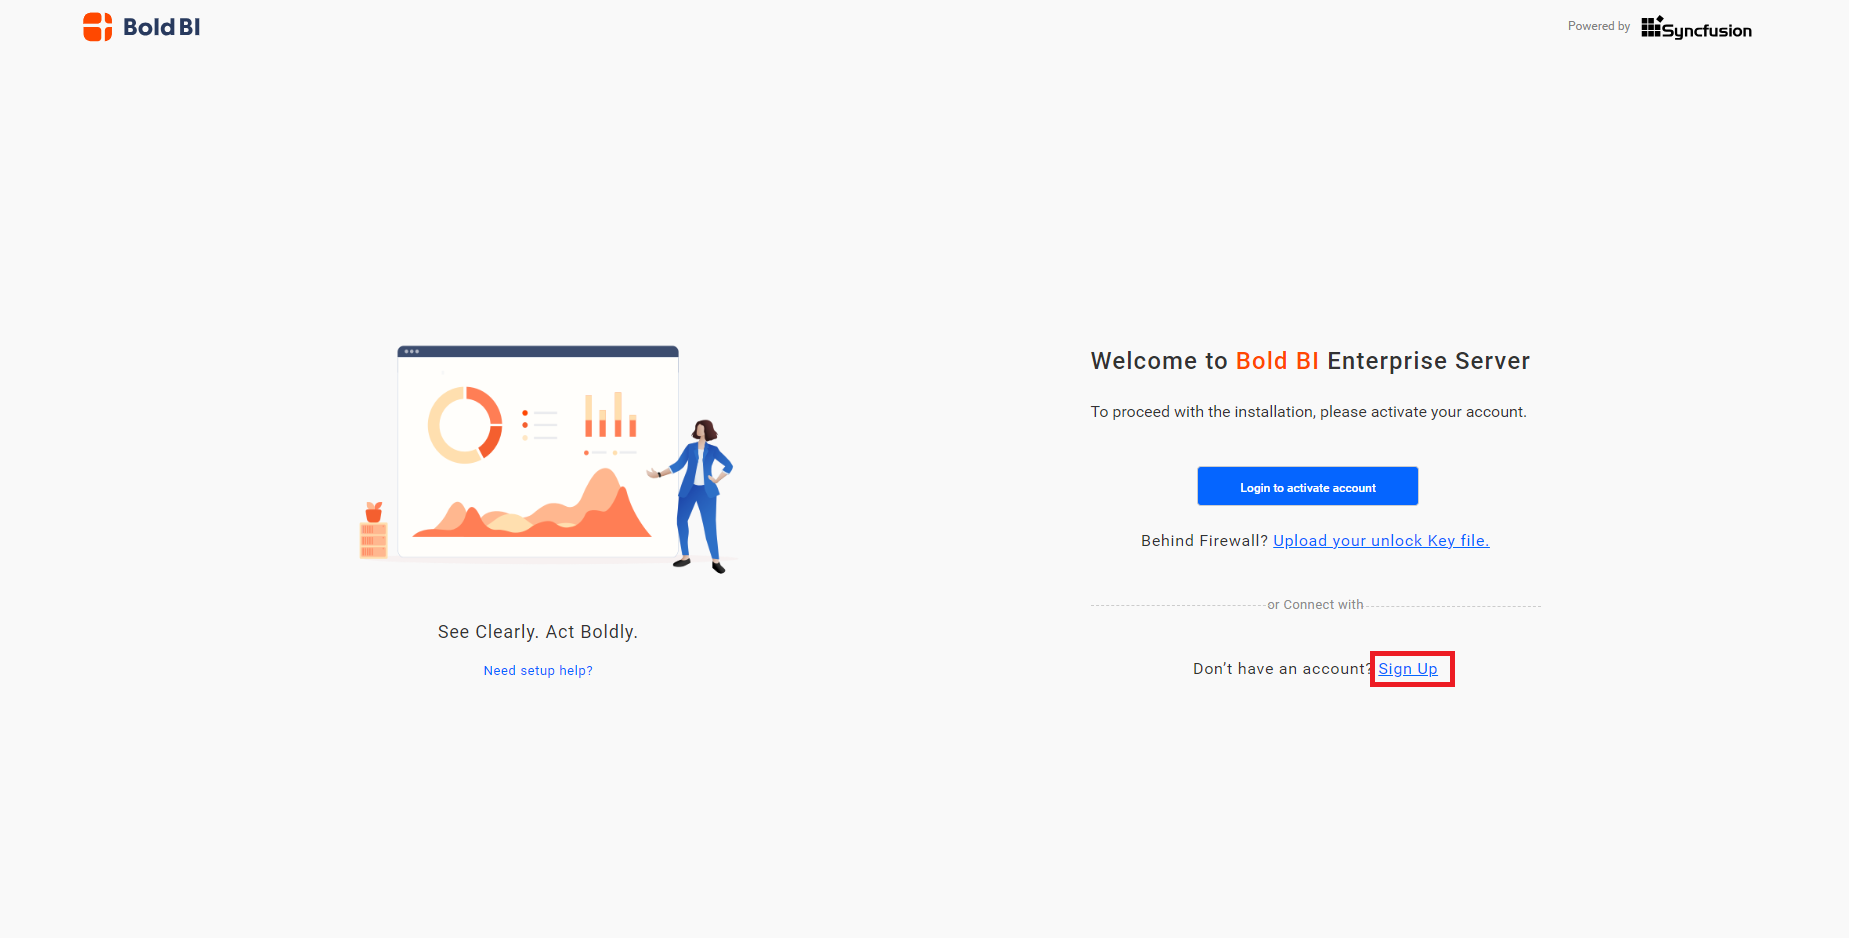 Bold BI
Powered by Syncfusion
Welcome to Bold BI Enterprise Server
To proceed with the installation, please activate your account.
Login to activate account
Behind Firewall? Upload your unlock Key file.
or Connect with
Don't have an account? Sign Up
See Clearly. Act Boldly.
Need setup help?